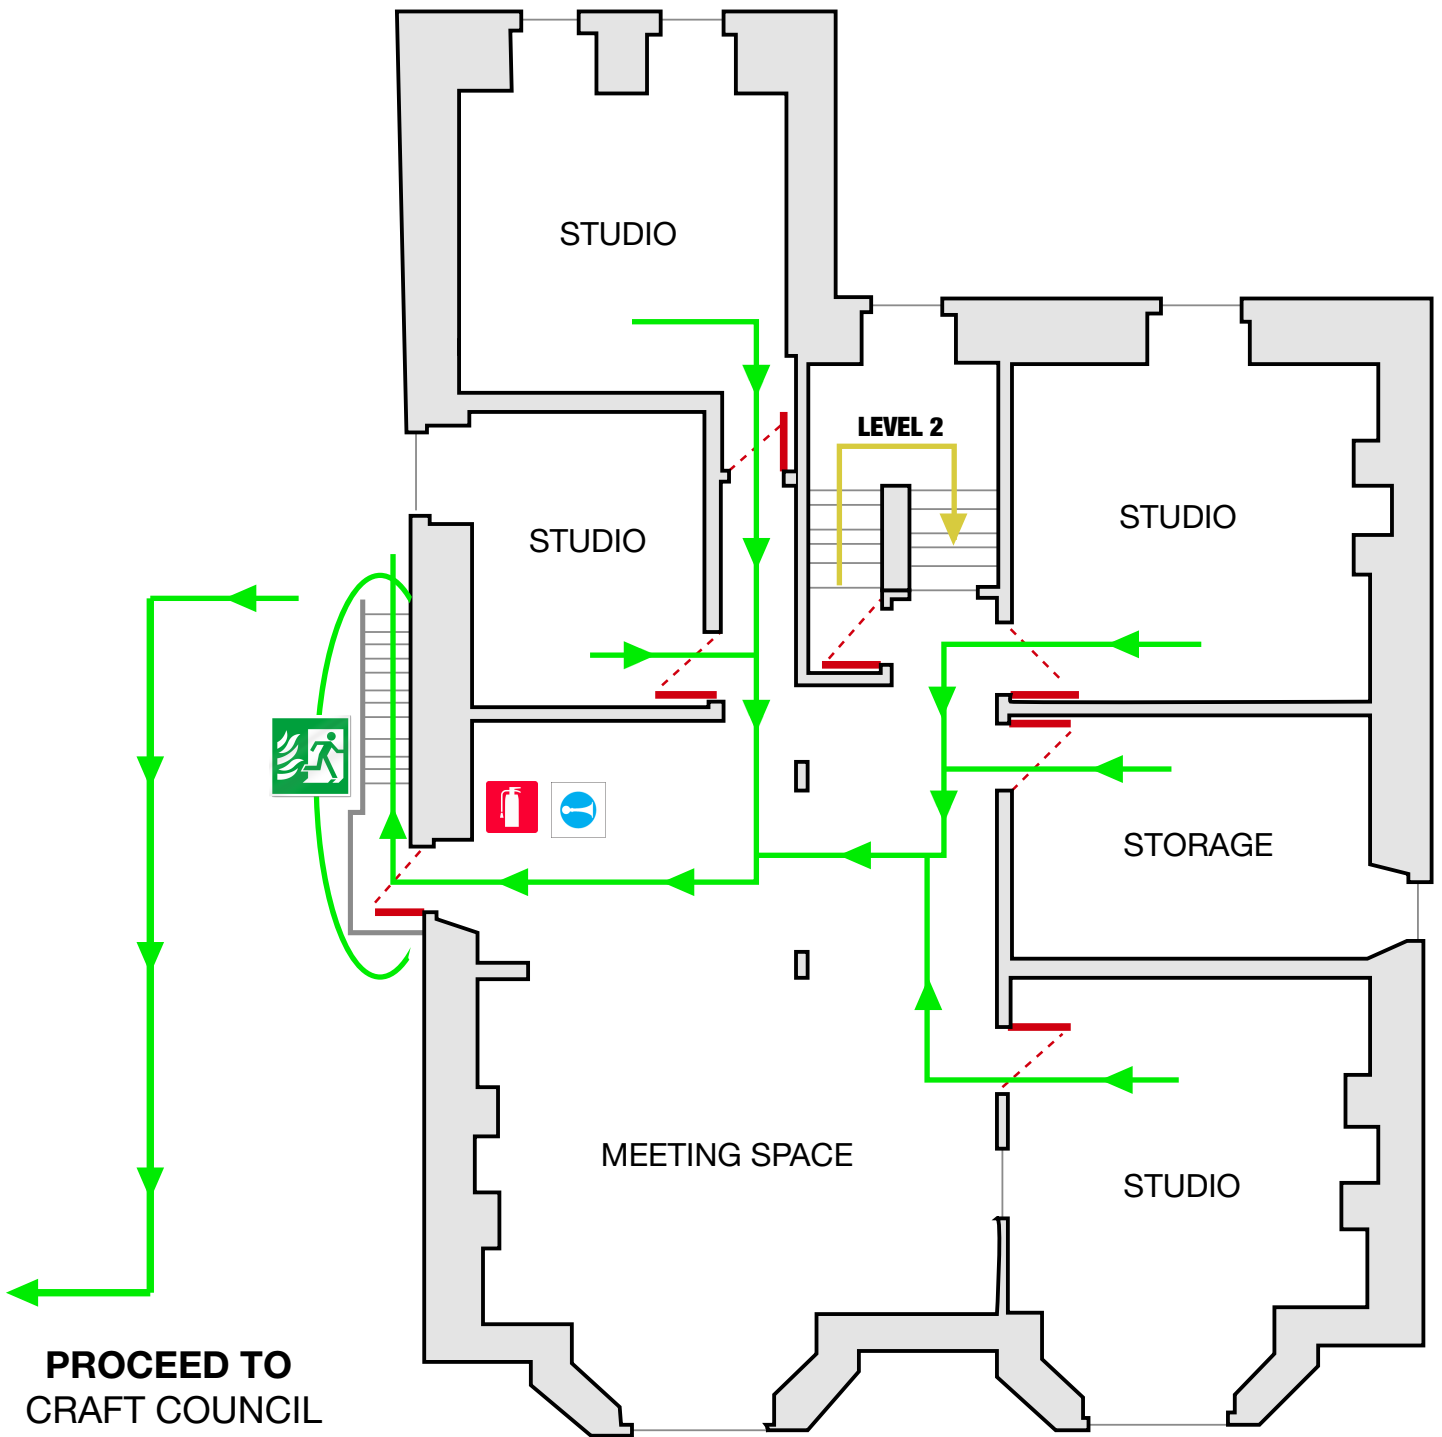 STUDIO
LEVEL 2
STUDIO
STUDIO
STORAGE
MEETING SPACE
STUDIO
PROCEED TO
CRAFT COUNCIL